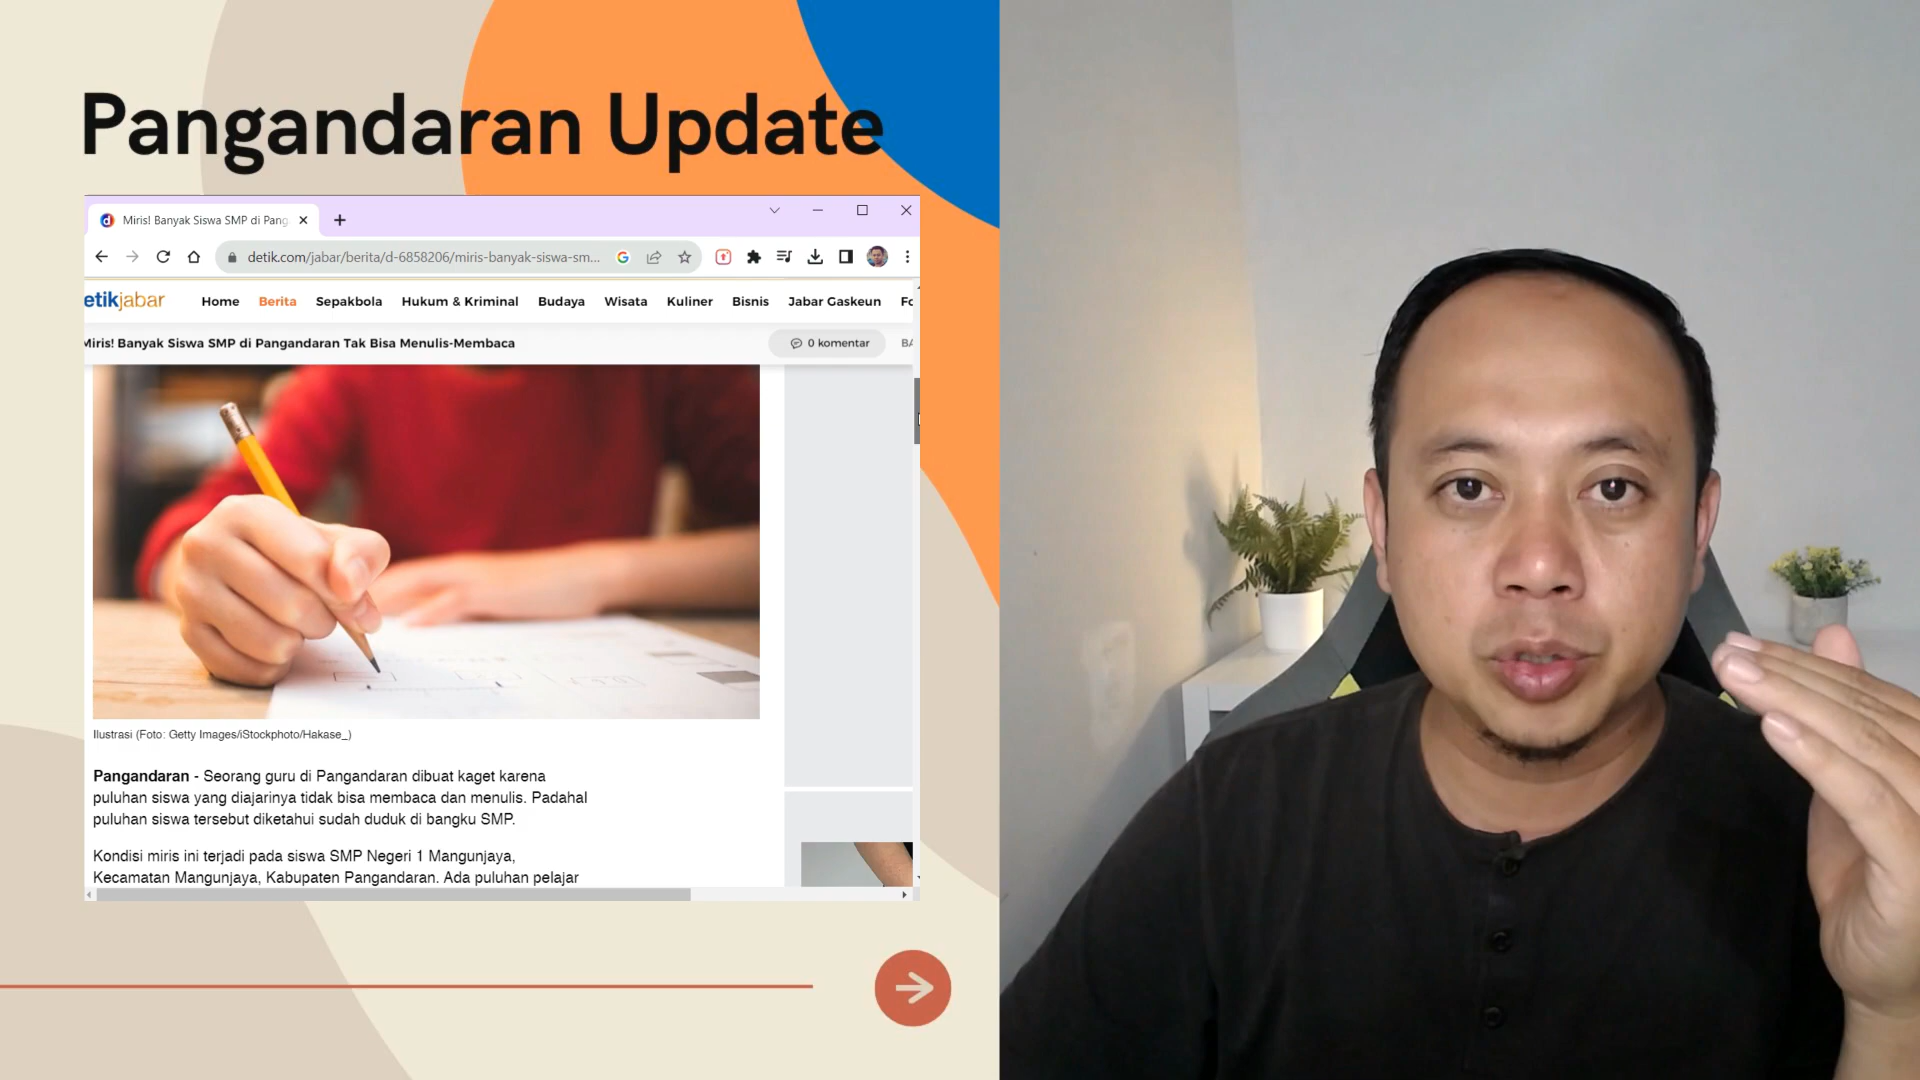 Pangandaran Update
Miris! Banyak Siswa SMP di Pang
detik.com/jabar/berita/d-6858206/miris-banyak-siswa-sm...
etikjabar
Home Berita Sepakbola Hukum & Kriminal Budaya Wisata Kuliner Bisnis Jabar Gaskeun Fo
Miris! Banyak Siswa SMP di Pangandaran Tak Bisa Menulis-Membaca
0 komentar
BA
Ilustrasi (Foto: Getty Images/iStockphoto/Hakase_)
Pangandaran - Seorang guru di Pangandaran dibuat kaget karena
puluhan siswa yang diajarinya tidak bisa membaca dan menulis. Padahal
puluhan siswa tersebut diketahui sudah duduk di bangku SMP.
Kondisi miris ini terjadi pada siswa SMP Negeri 1 Mangunjaya,
Kecamatan Mangunjaya, Kabupaten Pangandaran. Ada puluhan pelajar